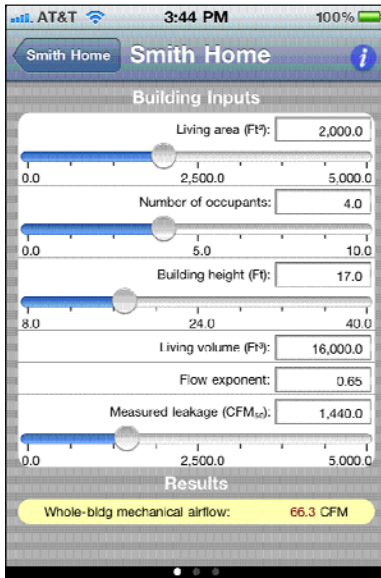 AT&T 3:44 PM 100%
Smith Home Smith Home i
Building Inputs
Living area (Ft²): 2,000.0
0.0 2,500.0 5,000.0
Number of occupants: 4.0
0.0 5.0 10.0
Building height (Ft): 17.0
8.0 24.0 40.0
Living volume (Ft³): 16,000.0
Flow exponent: 0.65
Measured leakage (CFM₅₀): 1,440.0
0.0 2,500.0 5,000.0
Results
Whole-bldg mechanical airflow: 66.3 CFM